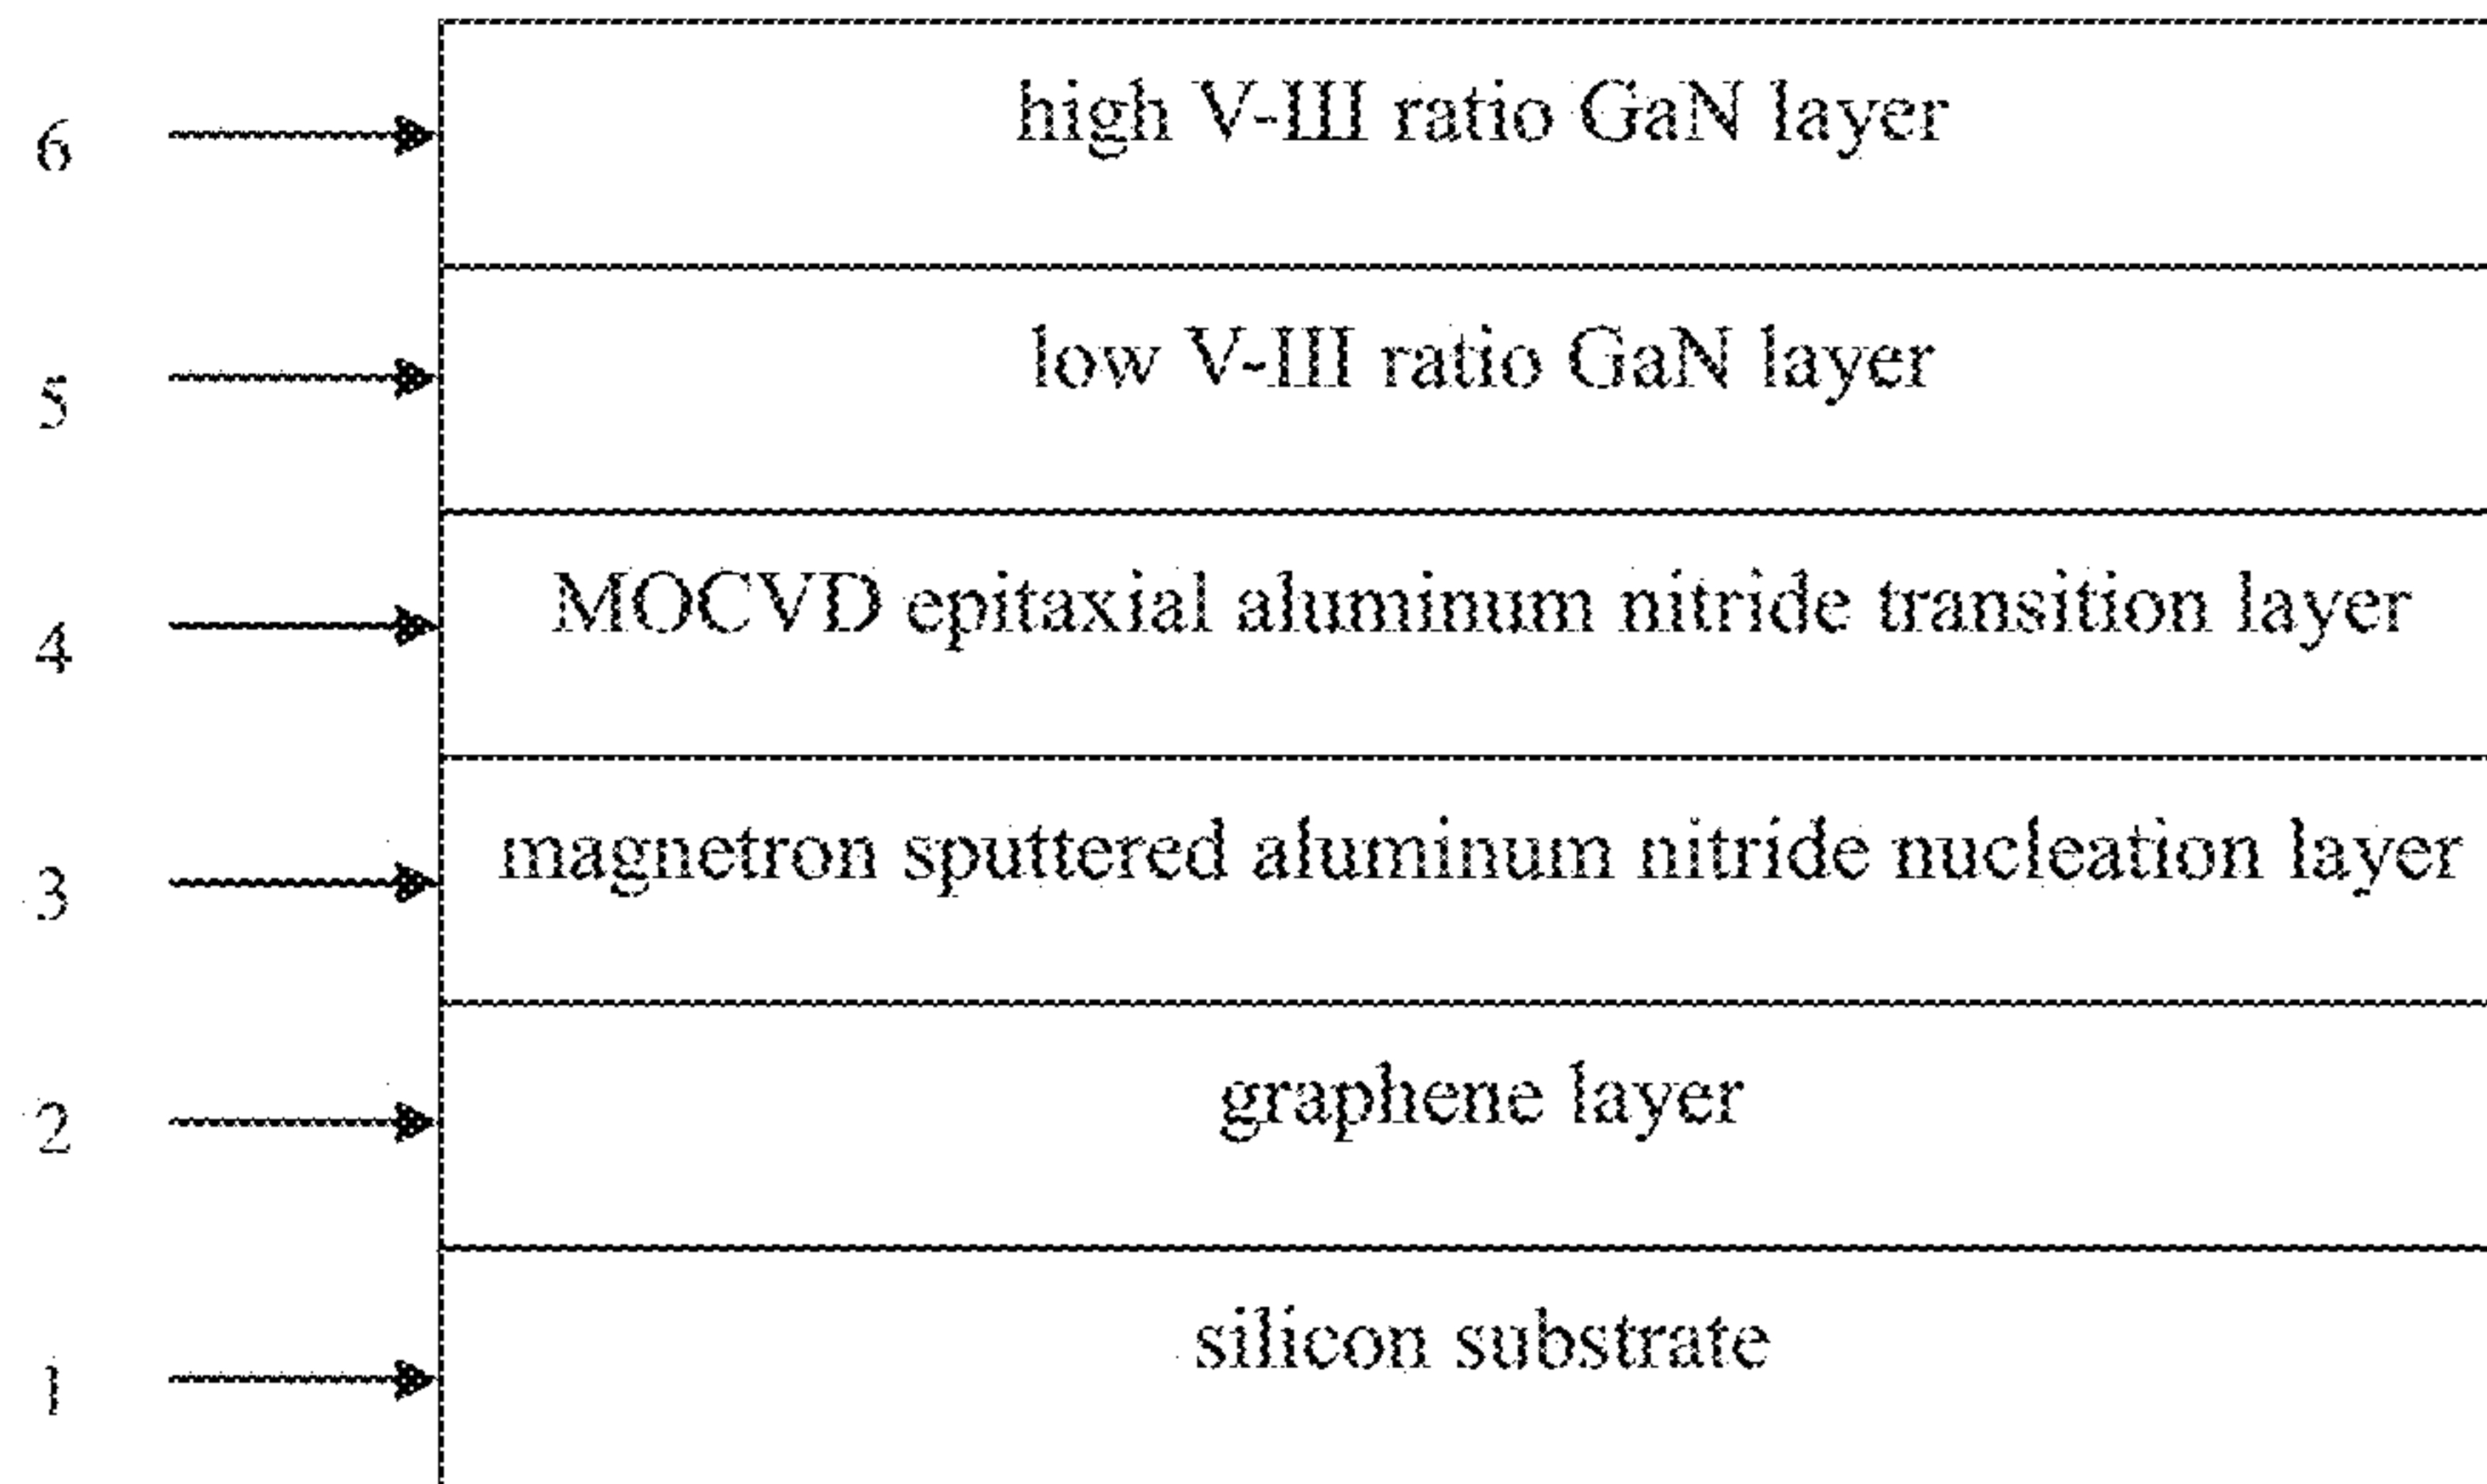 6 high V-III ratio GaN layer
5 low V-III ratio GaN layer
4 MOCVD epitaxial aluminum nitride transition layer
3 magnetron sputtered aluminum nitride nucleation layer
2 graphene layer
1 silicon substrate